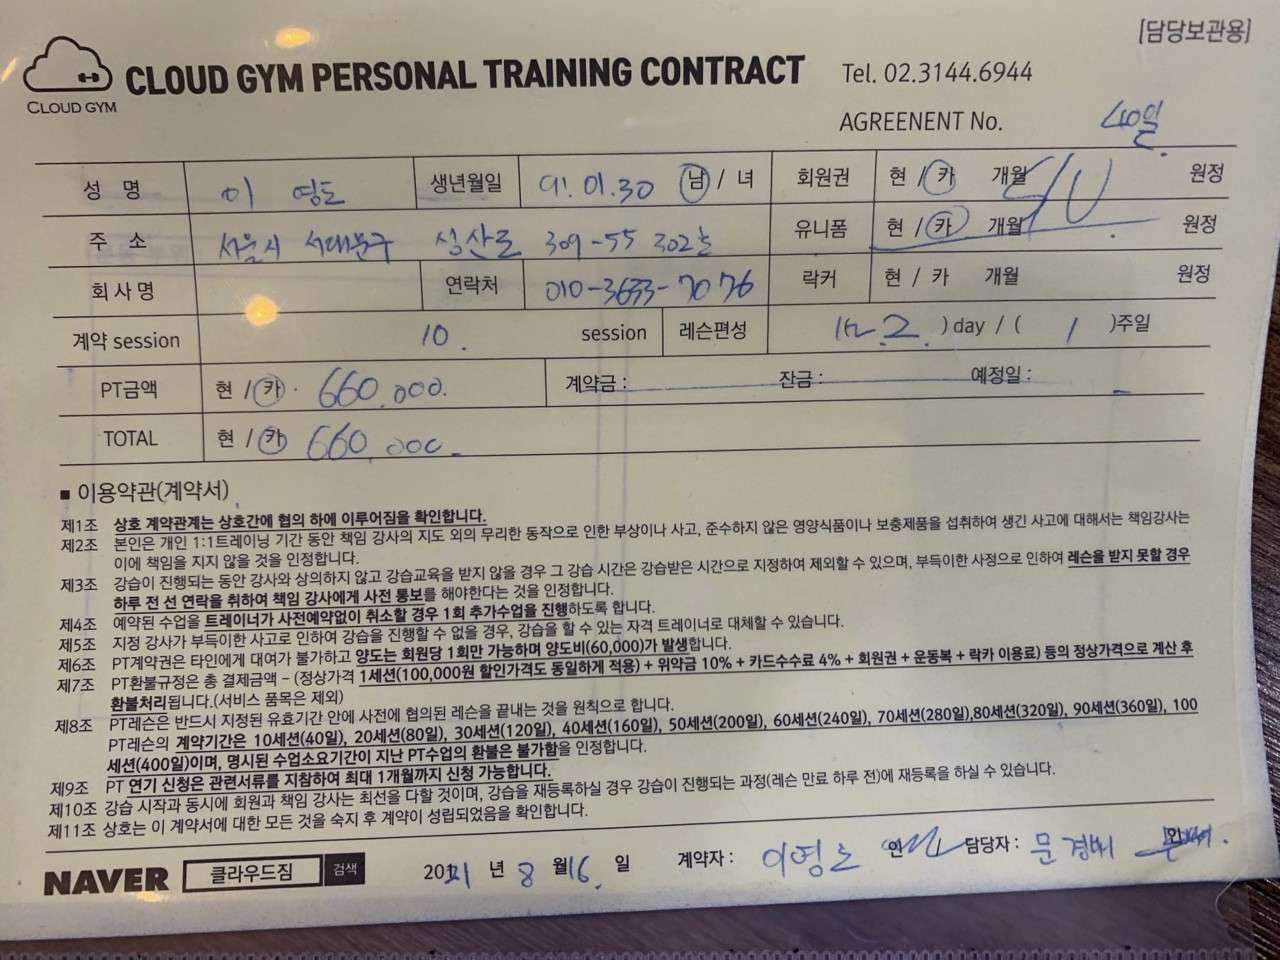 [담당보관용]
CLOUD GYM
CLOUD GYM PERSONAL TRAINING CONTRACT Tel. 02.3144.6944
AGREENENT No. 40일
성 명 이 영도 생년월일 91. 01. 30 남 / 녀 회원권 현 / 카 개월 원정
주 소 서울시 서대문구 성산로 309-55 302호 유니폼 현 / 카 개월 원정
회사명 연락처 010-3633-7076 락커 현 / 카 개월 원정
계약 session 10. session 레슨편성 2. ) day / ( 1 )주일
PT금액 현 / 카 · 660,000. 계약금 : 잔금 : 예정일 :
TOTAL 현 / 카 660,000.
■ 이용약관(계약서)
제1조 상호 계약관계는 상호간에 협의 하에 이루어짐을 확인합니다.
제2조 본인은 개인 1:1트레이닝 기간 동안 책임 강사의 지도 외의 무리한 동작으로 인한 부상이나 사고, 준수하지 않은 영양식품이나 보충제품을 섭취하여 생긴 사고에 대해서는 책임강사는
이에 책임을 지지 않을 것을 인정합니다.
제3조 강습이 진행되는 동안 강사와 상의하지 않고 강습교육을 받지 않을 경우 그 강습 시간은 강습받은 시간으로 지정하여 제외할 수 있으며, 부득이한 사정으로 인하여 레슨을 받지 못할 경우
하루 전 선 연락을 취하여 책임 강사에게 사전 통보를 해야한다는 것을 인정합니다.
제4조 예약된 수업을 트레이너가 사전예약없이 취소할 경우 1회 추가수업을 진행하도록 합니다.
제5조 지정 강사가 부득이한 사고로 인하여 강습을 진행할 수 없을 경우, 강습을 할 수 있는 자격 트레이너로 대체할 수 있습니다.
제6조 PT계약권은 타인에게 대여가 불가하고 양도는 회원당 1회만 가능하며 양도비(60,000)가 발생합니다.
제7조 PT환불규정은 총 결제금액 – (정상가격 1세션(100,000원 할인가격도 동일하게 적용) + 위약금 10% + 카드수수료 4% + 회원권 + 운동복 + 락카 이용료) 등의 정상가격으로 계산 후
환불처리됩니다.(서비스 품목은 제외)
제8조 PT레슨은 반드시 지정된 유효기간 안에 사전에 협의된 레슨을 끝내는 것을 원칙으로 합니다.
PT레슨의 계약기간은 10세션(40일), 20세션(80일), 30세션(120일), 40세션(160일), 50세션(200일), 60세션(240일), 70세션(280일),80세션(320일), 90세션(360일), 100
세션(400일)이며, 명시된 수업소요기간이 지난 PT수업의 환불은 불가함을 인정합니다.
제9조 PT 연기 신청은 관련서류를 지참하여 최대 1개월까지 신청 가능합니다.
제10조 강습 시작과 동시에 회원과 책임 강사는 최선을 다할 것이며, 강습을 재등록하실 경우 강습이 진행되는 과정(레슨 만료 하루 전)에 재등록을 하실 수 있습니다.
제11조 상호는 이 계약서에 대한 모든 것을 숙지 후 계약이 성립되었음을 확인합니다.
NAVER 클라우드짐 검색 2021 년 8 월 16. 일 계약자 : 이영도 인 담당자 : 인